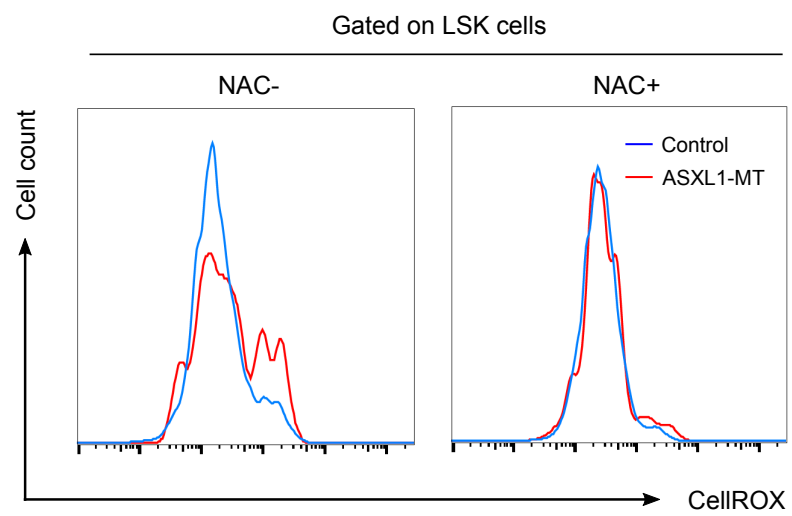 Gated on LSK cells
NAC-
NAC+
Cell count
Control
ASXL1-MT
CellROX